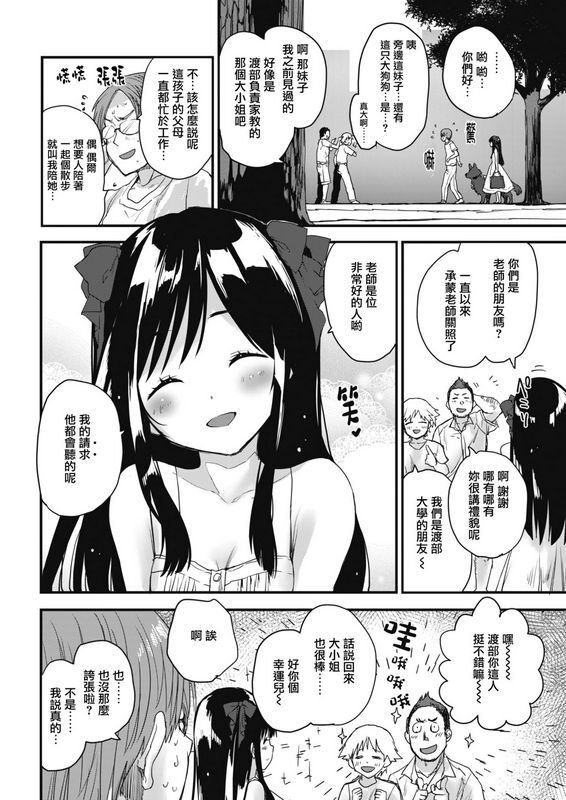 喲喲
你們好…
咦
旁邊這妹子…還有
這只大狗狗…是…?
真大啊……
驚
嚇
啊 那妹子
我之前見過的
好像是
渡部負責家教的
那個大小姐吧
慌慌
張張
不…該怎麼說呢
這孩子的父母
一直都忙於工作…
偶 偶爾
想要人陪著
一起個散步
就叫我陪她…
你們是
老師的朋友嗎?
一直以來
承蒙老師關照了
啊 謝謝
哪有哪有
妳很講禮貌呢
我們是渡部
大學的朋友
老師是位
非常好的人喲
笑
我的請求
他都會聽的呢
嘿~
渡部你這人
挺不錯嘛~~
哇
哦哦哦
話說回來
大小姐
也很棒
好你個
幸運兒~~
誒
啊
也…
也沒那麼
誇張啦?
不是…
我說真的…